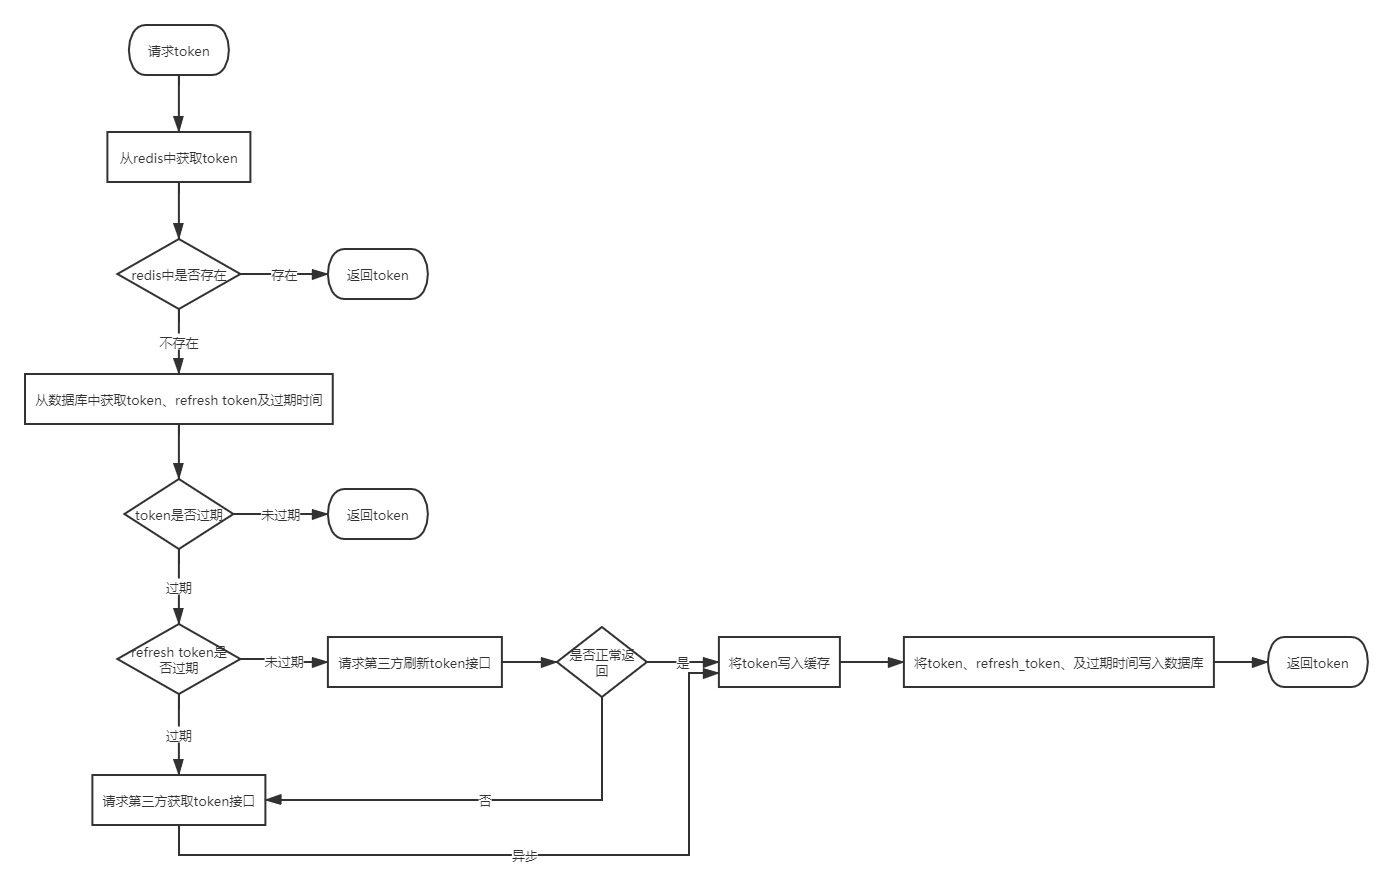 请求token
从redis中获取token
redis中是否存在
存在
返回token
不存在
从数据库中获取token、refresh token及过期时间
token是否过期
未过期
返回token
过期
refresh token是
否过期
未过期
请求第三方刷新token接口
是否正常返
回
是
将token写入缓存
将token、refresh_token、及过期时间写入数据库
返回token
过期
请求第三方获取token接口
否
异步